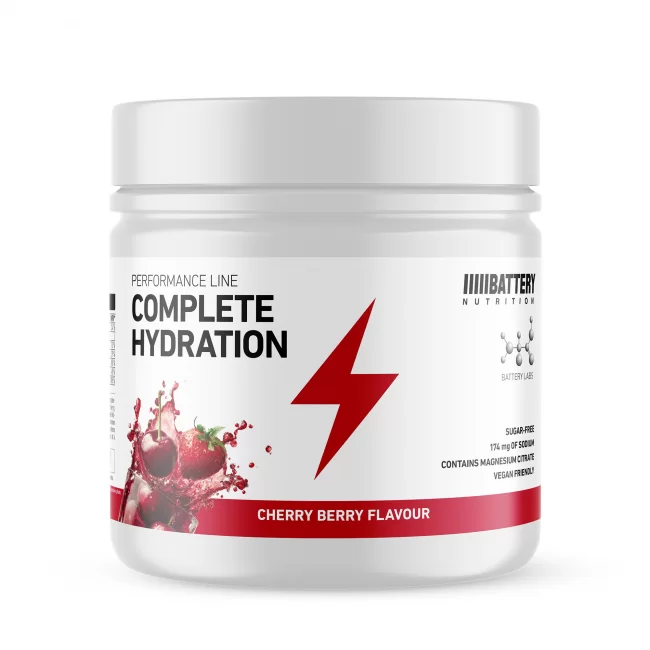 PERFORMANCE LINE
COMPLETE
HYDRATION
BATTERY
NUTRITION
BATTERY LABS
SUGAR-FREE
174 mg OF SODIUM
CONTAINS MAGNESIUM CITRATE
VEGAN FRIENDLY
CHERRY BERRY FLAVOUR